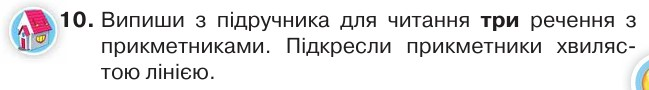 10. Випиши з підручника для читання три речення з
прикметниками. Підкресли прикметники хвиляс-
тою лінією.